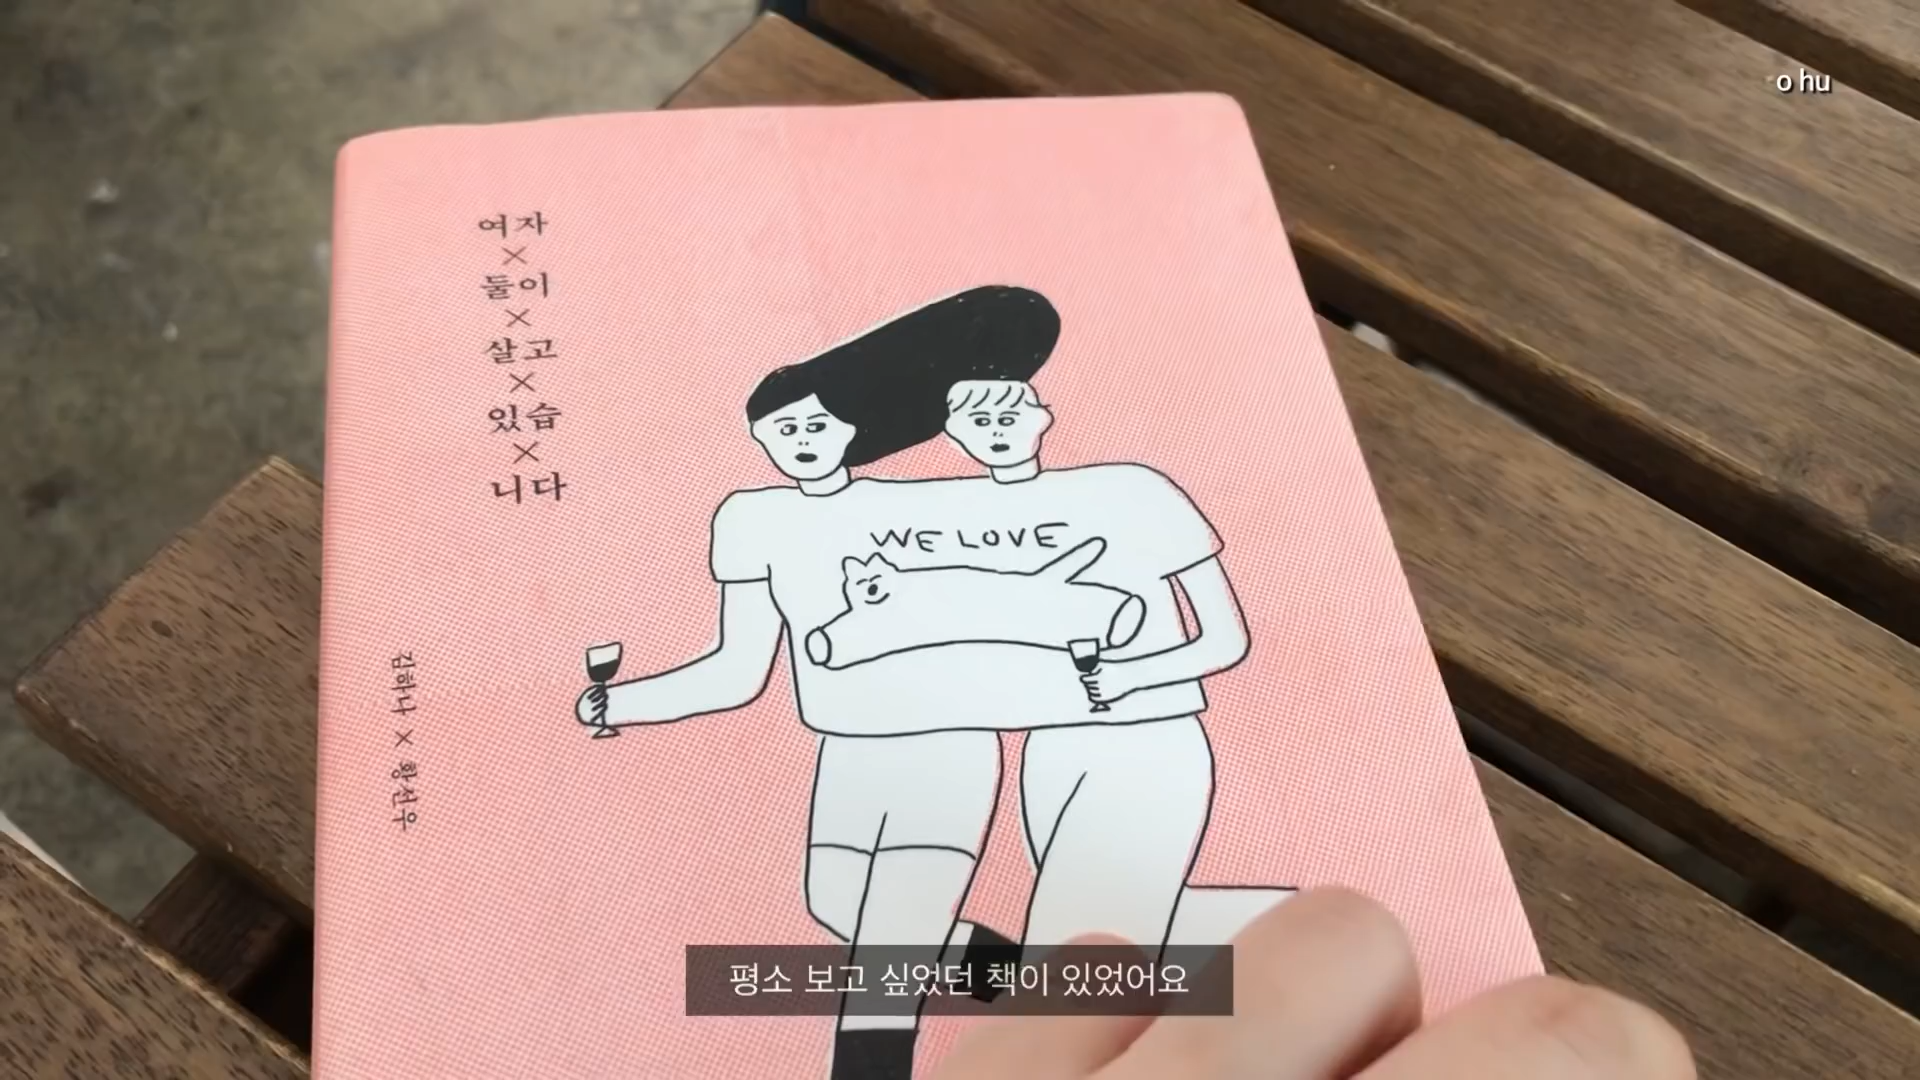 o hu
여자
×
둘이
×
살고
×
있습
×
니다
WE LOVE
김하나 × 황선우
평소 보고 싶었던 책이 있었어요